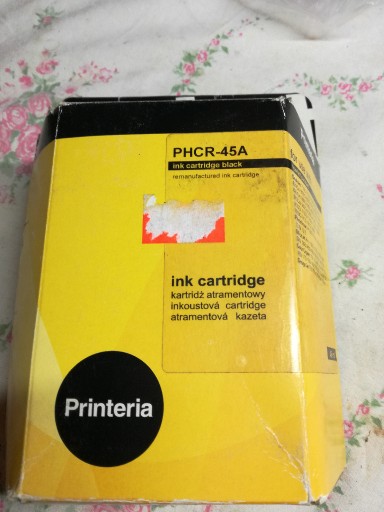 PHCR-45A
ink cartridge black
remanufactured ink cartridge
ink cartridge
kartridż atramentowy
inkoustová cartridge
atramentová kazeta
Printeria